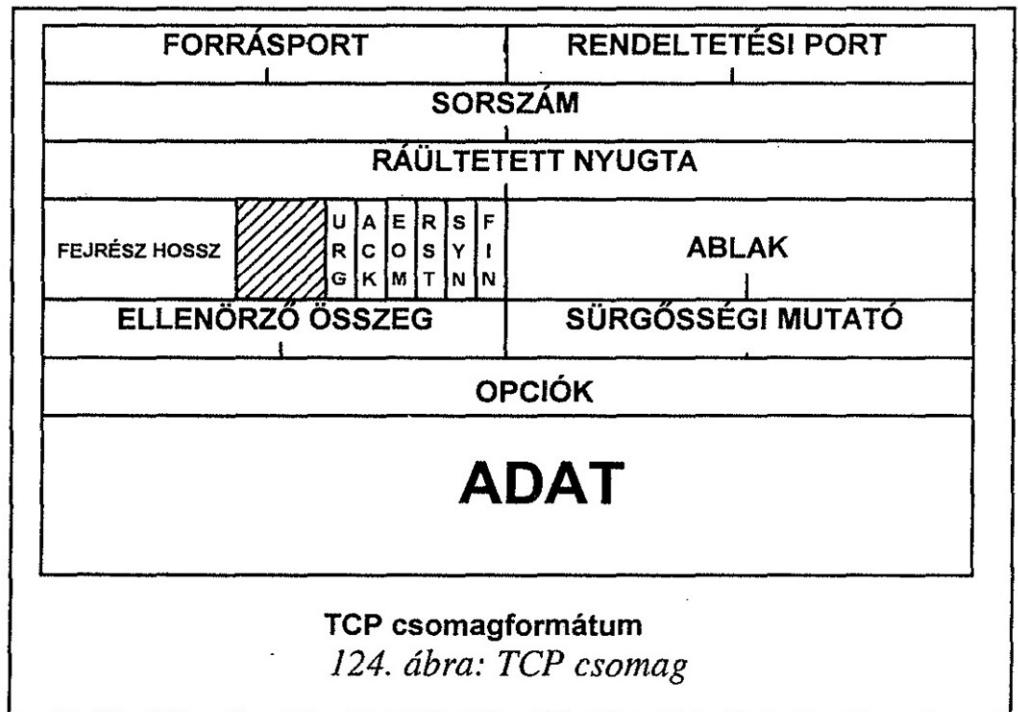 FORRÁSPORT RENDELTETÉSI PORT
SORSZÁM
RÁÜLTETETT NYUGTA
FEJRÉSZ HOSSZ URG ACK EOM RST SYN FIN ABLAK
ELLENÖRZŐ ÖSSZEG SÜRGŐSSÉGI MUTATÓ
OPCIÓK
ADAT
TCP csomagformátum
124. ábra: TCP csomag